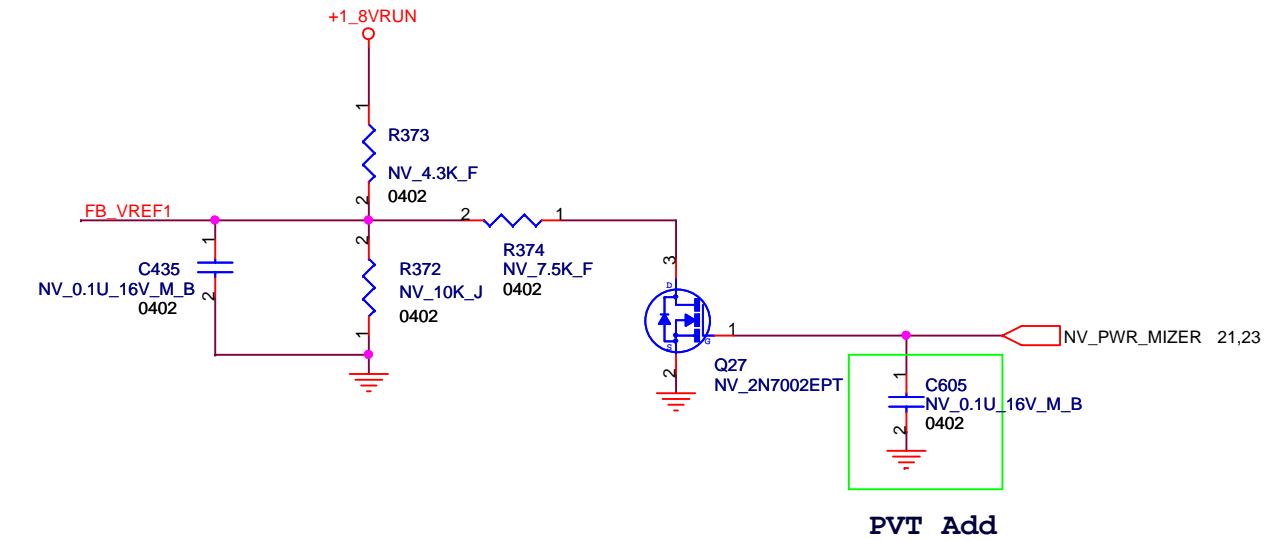 +1_8VRUN
1
R373
NV_4.3K_F
0402
2
FB_VREF1
2
1
1
2
C435
NV_0.1U_16V_M_B
0402
2
R372
NV_10K_J
0402
1
R374
NV_7.5K_F
0402
3
D
S
G
1
2
Q27
NV_2N7002EPT
NV_PWR_MIZER 21,23
1
C605
NV_0.1U_16V_M_B
0402
2
PVT Add